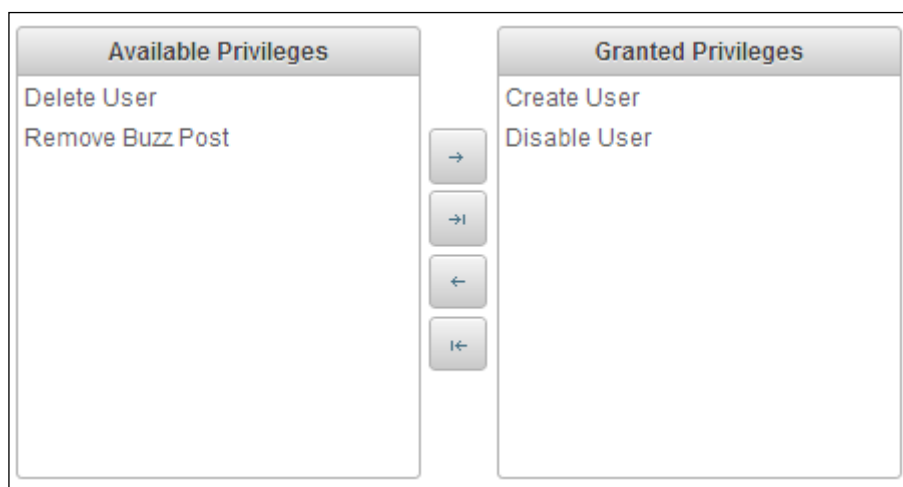 Available Privileges
Delete User
Remove Buzz Post
Granted Privileges
Create User
Disable User